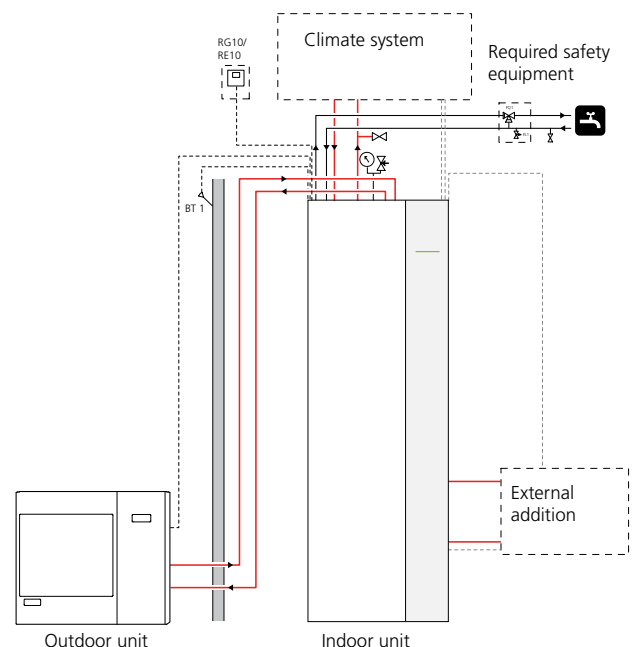 RG10/
RE10
Climate system
Required safety
equipment
BT 1
External
addition
Outdoor unit
Indoor unit